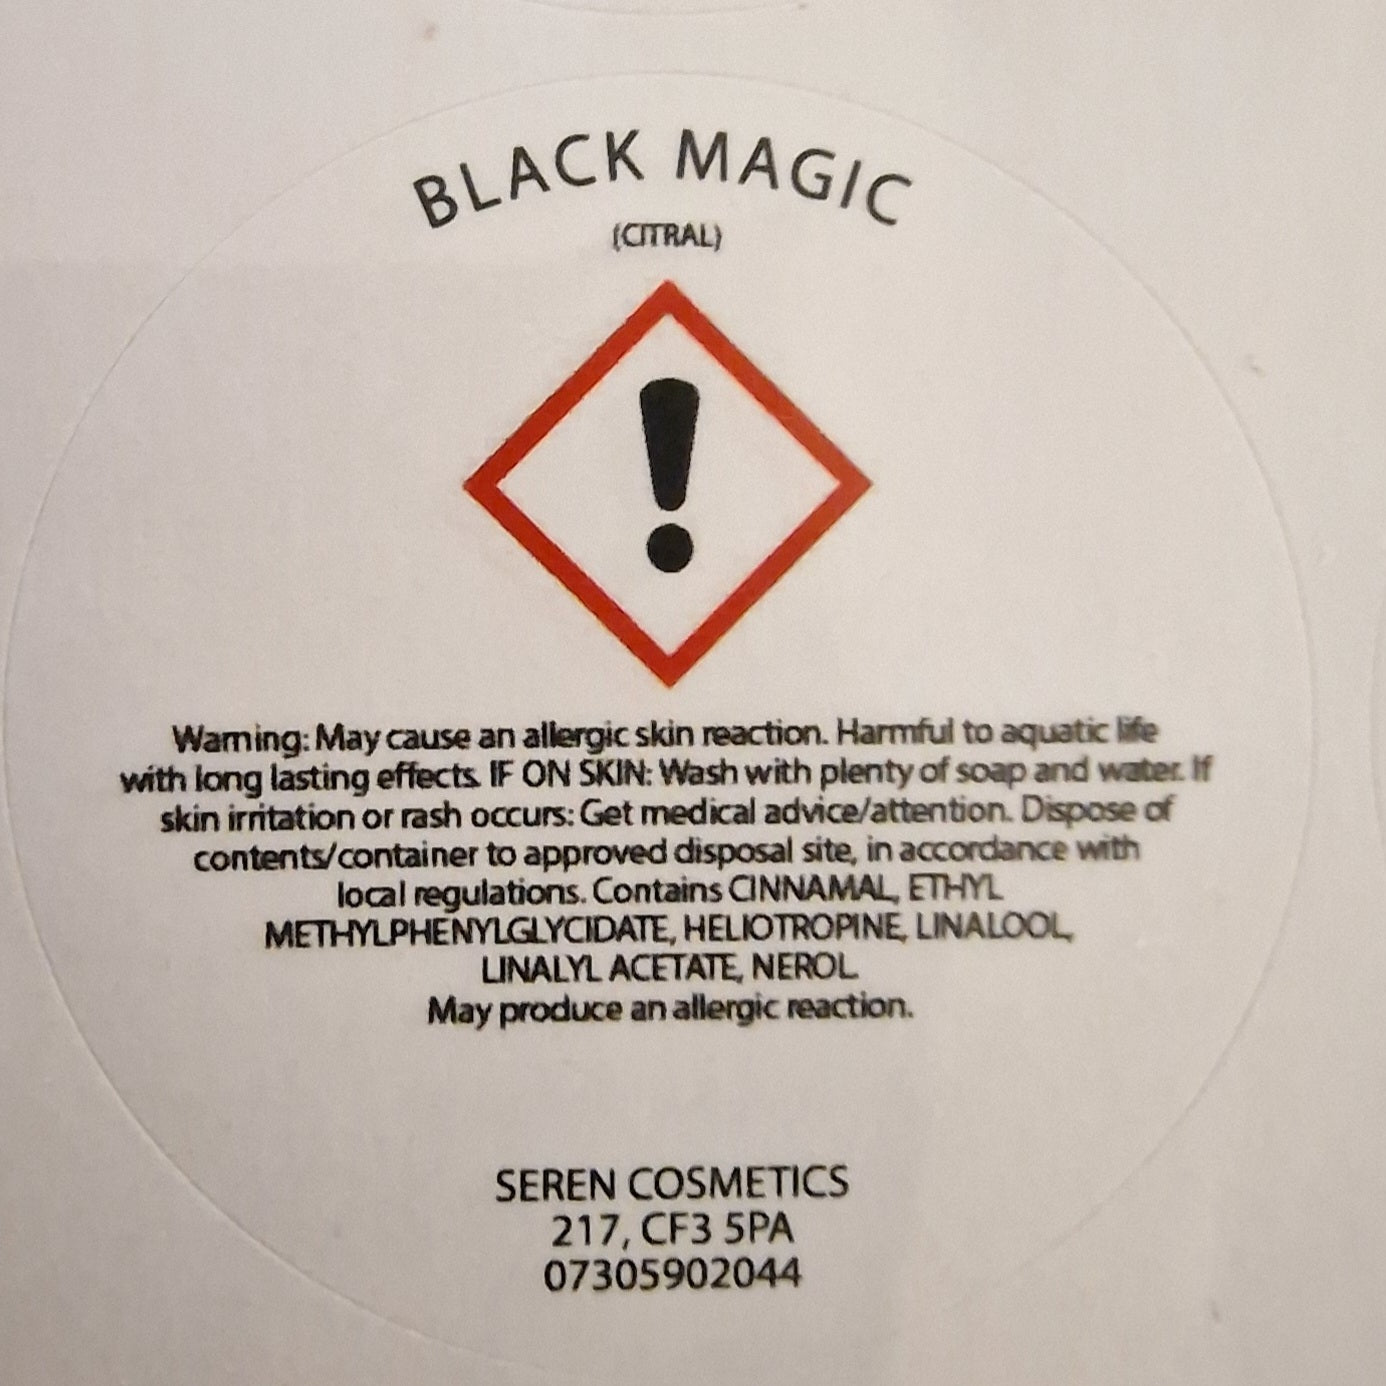 BLACK MAGIC
(CITRAL)
Warning: May cause an allergic skin reaction. Harmful to aquatic life
with long lasting effects. IF ON SKIN: Wash with plenty of soap and water. If
skin irritation or rash occurs: Get medical advice/attention. Dispose of
contents/container to approved disposal site, in accordance with
local regulations. Contains CINNAMAL, ETHYL
METHYLPHENYLGLYCIDATE, HELIOTROPINE, LINALOOL,
LINALYL ACETATE, NEROL.
May produce an allergic reaction.
SEREN COSMETICS
217, CF3 5PA
07305902044